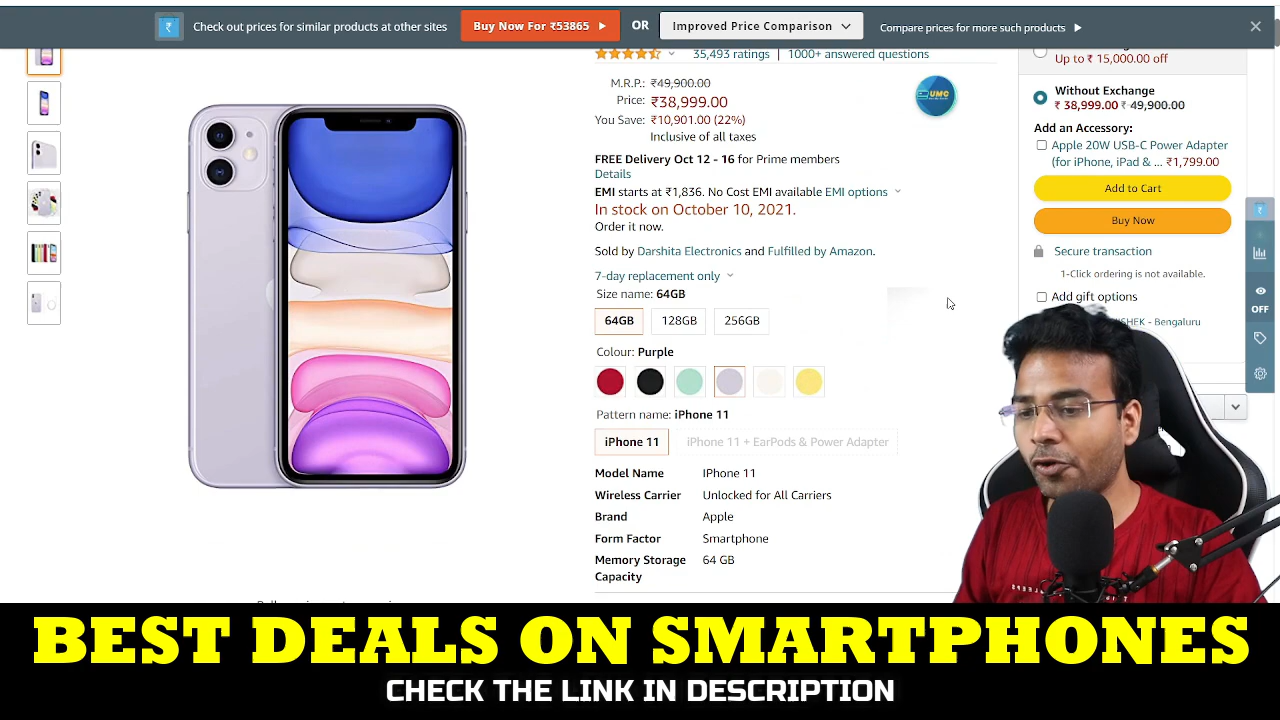 Check out prices for similar products at other sites
Buy Now For ₹53865 ▶
OR
Improved Price Comparison
Compare prices for more such products ▶
35,493 ratings | 1000+ answered questions
M.R.P.: ₹49,900.00
Price: ₹38,999.00
You Save: ₹10,901.00 (22%)
Inclusive of all taxes
UMC
FREE Delivery Oct 12 - 16 for Prime members
Details
EMI starts at ₹1,836. No Cost EMI available EMI options
In stock on October 10, 2021.
Order it now.
Sold by Darshita Electronics and Fulfilled by Amazon.
7-day replacement only
Size name: 64GB
64GB 128GB 256GB
Colour: Purple
Pattern name: iPhone 11
iPhone 11
iPhone 11 + EarPods & Power Adapter
Model Name IPhone 11
Wireless Carrier Unlocked for All Carriers
Brand Apple
Form Factor Smartphone
Memory Storage 64 GB
Capacity
Up to ₹ 15,000.00 off
Without Exchange
₹ 38,999.00 ₹ 49,900.00
Add an Accessory:
Apple 20W USB-C Power Adapter
(for iPhone, iPad & ... ₹1,799.00
Add to Cart
Buy Now
Secure transaction
1-Click ordering is not available.
Add gift options
- Bengaluru
OFF
BEST DEALS ON SMARTPHONES
CHECK THE LINK IN DESCRIPTION